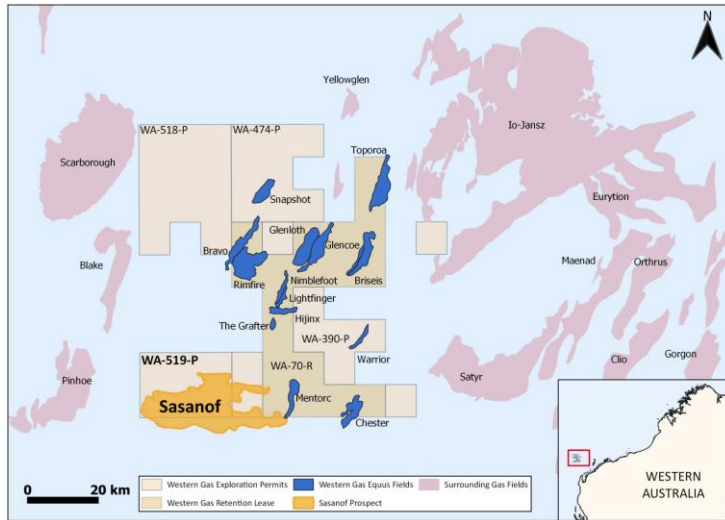 N
Yellowglen
Io-Jansz
WA-518-P
WA-474-P
Toporoa
Scarborough
Snapshot
Eurytion
Glenloth
Bravo
Glencoe
Maenad
Orthrus
Blake
Rimfire
Nimblefoot
Briseis
Lightfinger
The Grafter
Hijinx
WA-390-P
Warrior
WA-519-P
WA-70-R
Clio
Gorgon
Pinhoe
Satyr
Sasanof
Mentorc
Chester
0 20 km
Western Gas Exploration Permits
Western Gas Equus Fields
Surrounding Gas Fields
Western Gas Retention Lease
Sasanof Prospect
WESTERN
AUSTRALIA